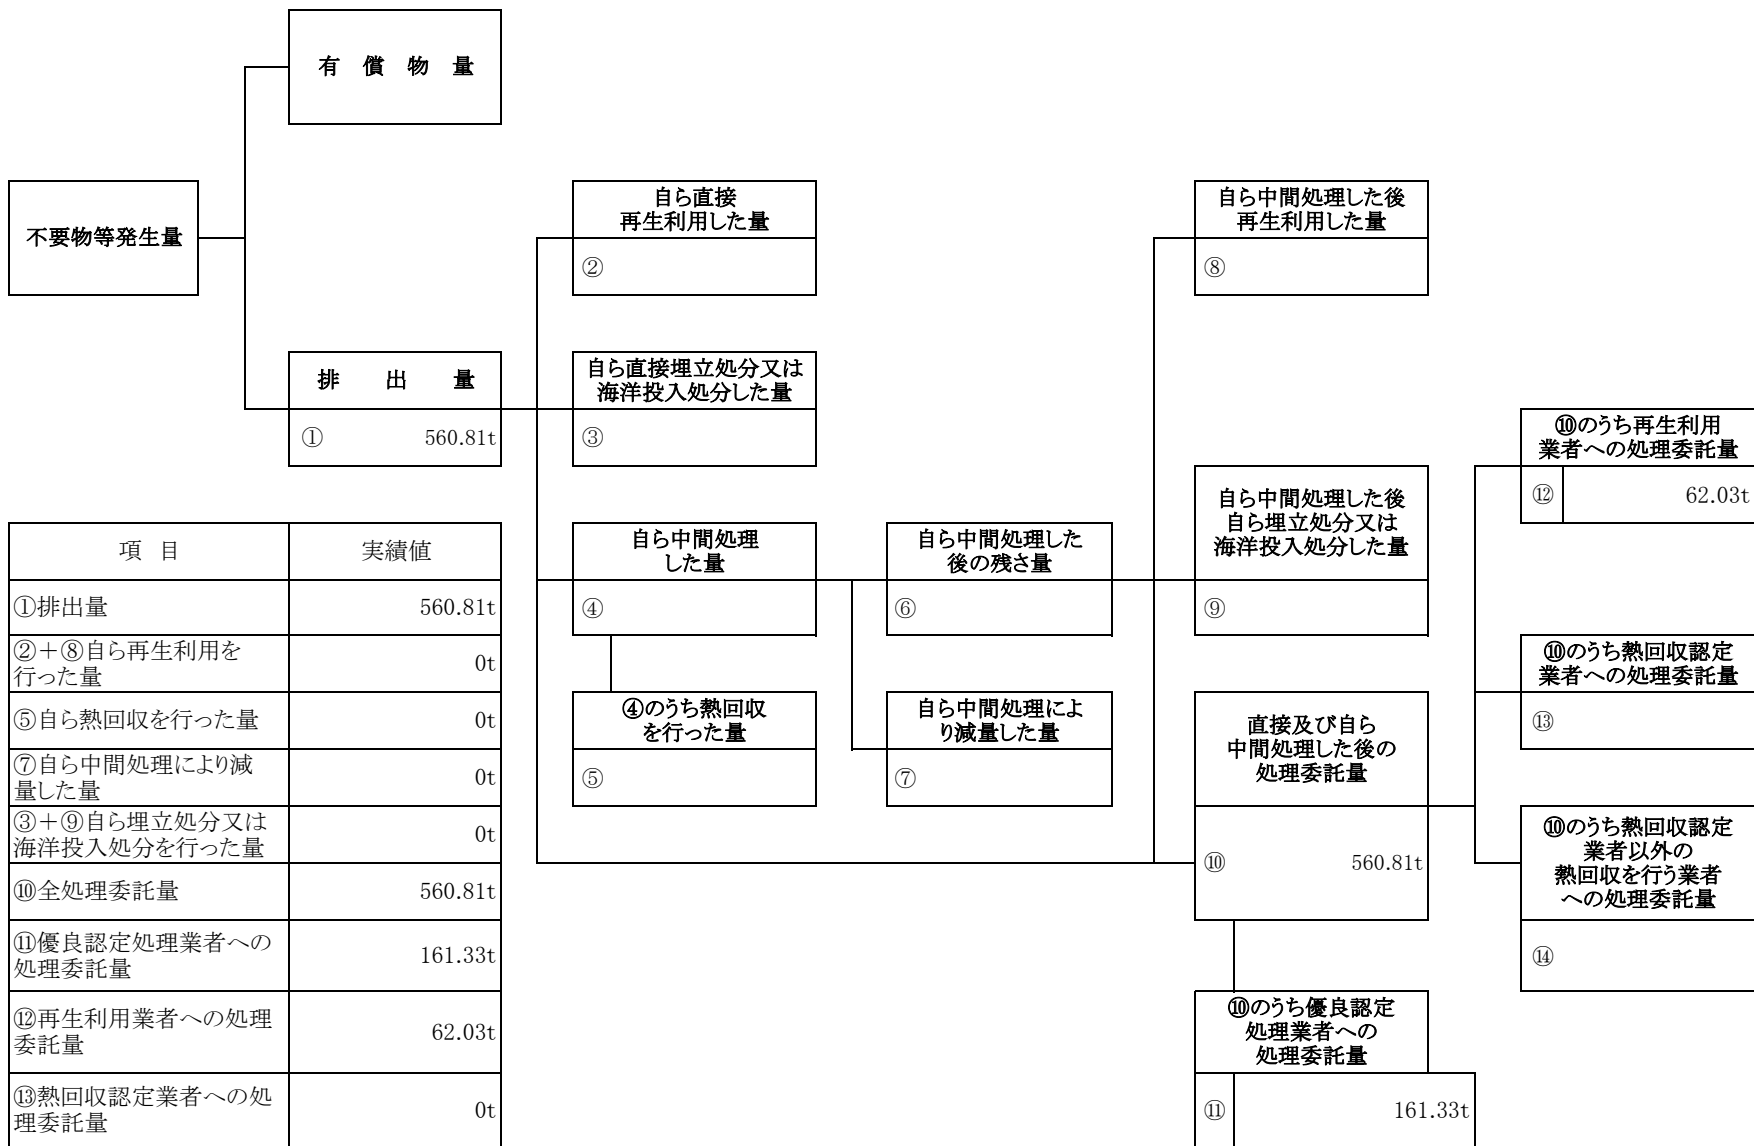 有 償 物 量
不要物等発生量
自ら直接
再生利用した量
②
自ら中間処理した後
再生利用した量
⑧
排 出 量
① 560.81t
自ら直接埋立処分又は
海洋投入処分した量
③
⑩のうち再生利用
業者への処理委託量
⑫ 62.03t
自ら中間処理した後
自ら埋立処分又は
海洋投入処分した量
⑨
自ら中間処理
した量
④
自ら中間処理した
後の残さ量
⑥
⑩のうち熱回収認定
業者への処理委託量
⑬
④のうち熱回収
を行った量
⑤
自ら中間処理によ
り減量した量
⑦
直接及び自ら
中間処理した後の
処理委託量
⑩ 560.81t
⑩のうち熱回収認定
業者以外の
熱回収を行う業者
への処理委託量
⑭
⑩のうち優良認定
処理業者への
処理委託量
⑪ 161.33t
項 目 実績値
①排出量 560.81t
②＋⑧自ら再生利用を
行った量 0t
⑤自ら熱回収を行った量 0t
⑦自ら中間処理により減
量した量 0t
③＋⑨自ら埋立処分又は
海洋投入処分を行った量 0t
⑩全処理委託量 560.81t
⑪優良認定処理業者への
処理委託量 161.33t
⑫再生利用業者への処理
委託量 62.03t
⑬熱回収認定業者への処
理委託量 0t